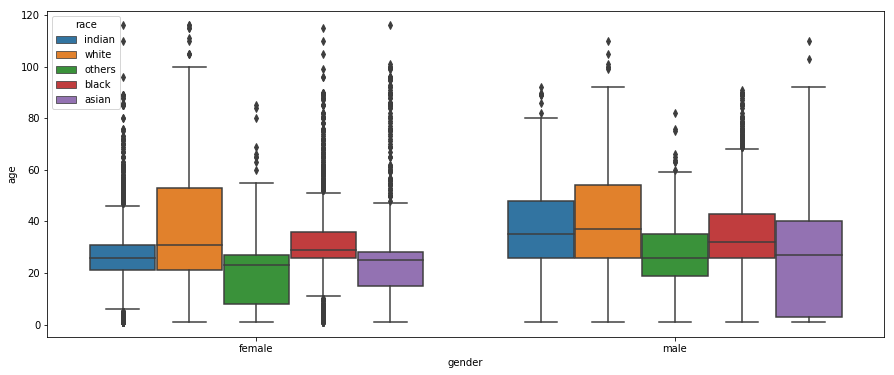 120
100
80
60
40
20
0
age
race
indian
white
others
black
asian
female
male
gender